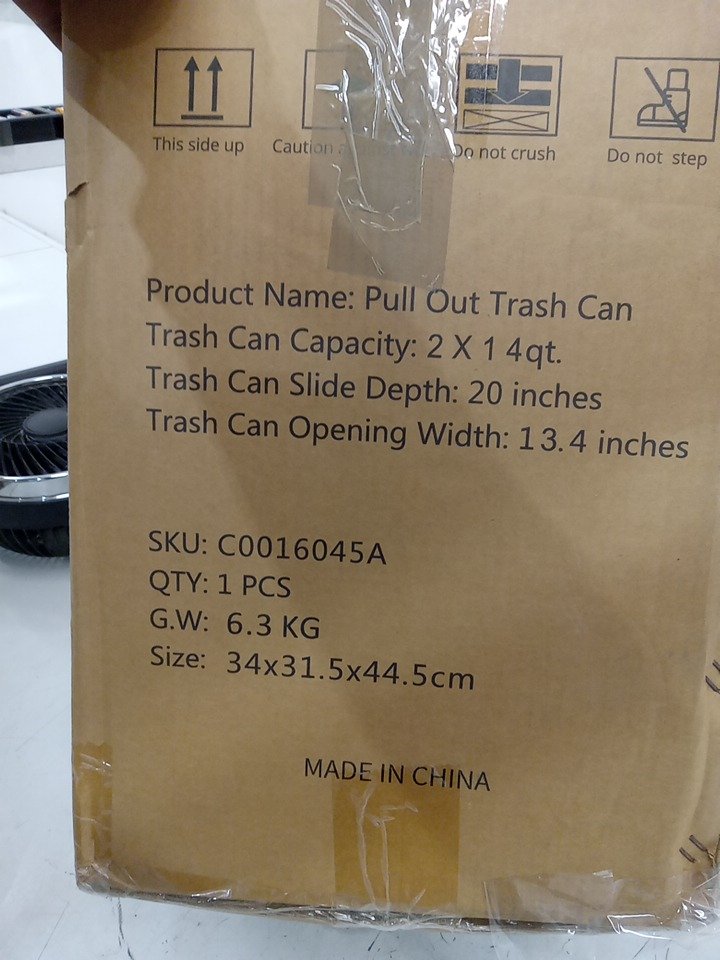 This side up
Caution
Do not crush
Do not step
Product Name: Pull Out Trash Can
Trash Can Capacity: 2 X 1 4qt.
Trash Can Slide Depth: 20 inches
Trash Can Opening Width: 13.4 inches
SKU: C0016045A
QTY: 1 PCS
G.W: 6.3 KG
Size: 34x31.5x44.5cm
MADE IN CHINA